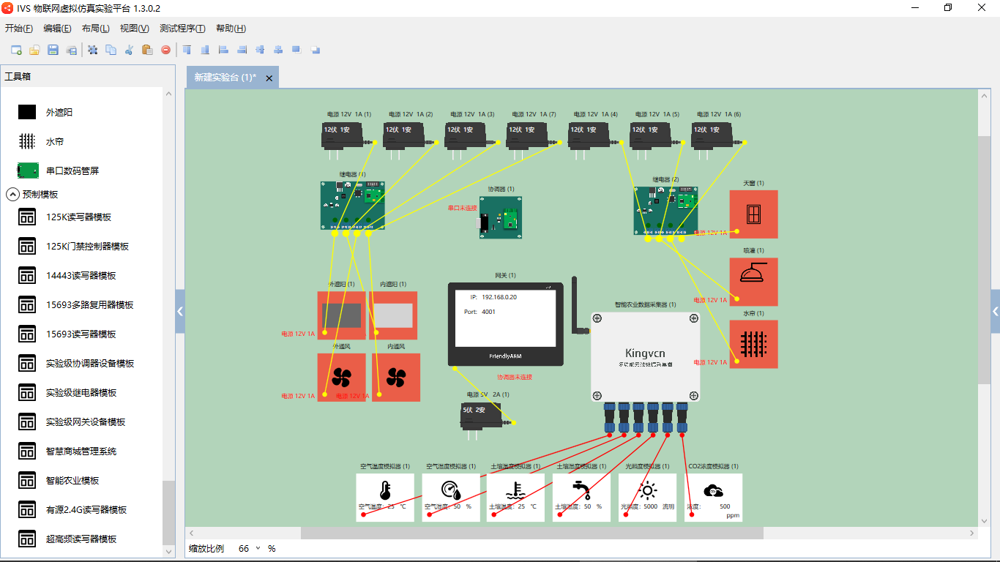 IVS 物联网虚拟仿真实验平台 1.3.0.2
开始(F) 编辑(E) 布局(L) 视图(V) 测试程序(T) 帮助(H)
工具箱
外遮阳
水帘
串口数码管屏
预制模板
125K读写器模板
125K门禁控制器模板
14443读写器模板
15693多路复用器模板
15693读写器模板
实验级协调器设备模板
实验级继电器模板
实验级网关设备模板
智慧商城管理系统
智能农业模板
有源2.4G读写器模板
超高频读写器模板
新建实验台 (1)*
电源 12V 1A (1) 电源 12V 1A (2) 电源 12V 1A (3) 电源 12V 1A (7) 电源 12V 1A (4) 电源 12V 1A (5) 电源 12V 1A (6)
12伏 1安 12伏 1安 12伏 1安 12伏 1安 12伏 1安 12伏 1安 12伏 1安
继电器 (1)
继电器 (2)
天窗 (1)
协调器 (1)
串口未连接
电源 12V 1A
喷灌 (1)
电源 12V 1A
水帘 (1)
电源 12V 1A
外遮阳 (1) 内遮阳 (1)
电源 12V 1A
外通风 内通风
电源 12V 1A 电源 12V 1A
网关 (1)
IP: 192.168.0.20
Port: 4001
FriendlyARM
协调器未连接
电源 5V 2A (1)
5伏 2安
智能农业数据采集器 (1)
Kingvcn
多功能无线数据采集器
空气温度模拟器 (1) 空气湿度模拟器 (1) 土壤温度模拟器 (1) 土壤湿度模拟器 (1) 光照度模拟器 (1) CO2浓度模拟器 (1)
空气温度: 25 ℃ 空气湿度: 50 % 土壤温度: 25 ℃ 土壤湿度: 50 % 光照度: 5000 流明 浓度: 500
ppm
缩放比例 66 %